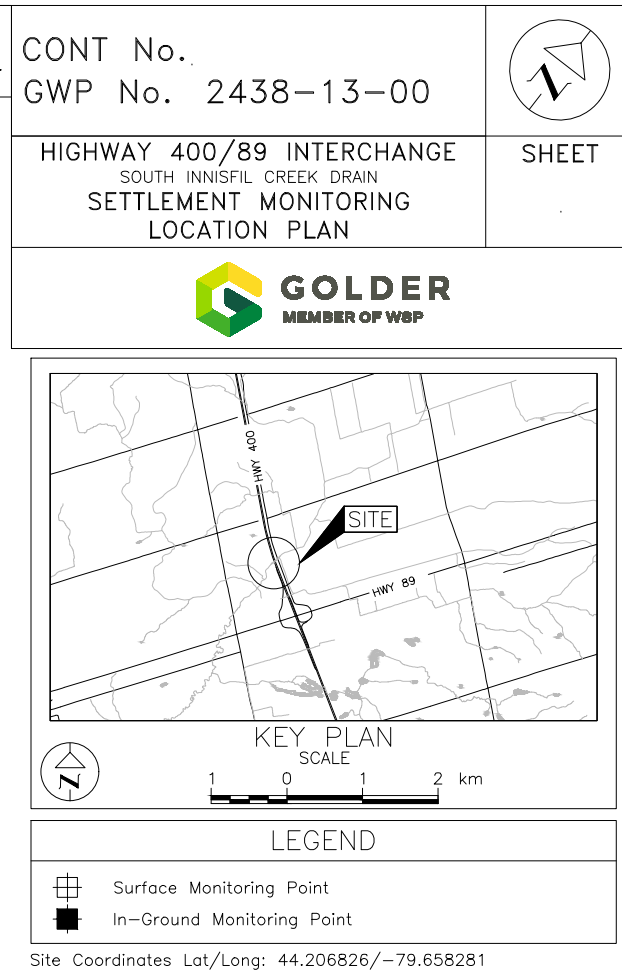 CONT No.
GWP No. 2438-13-00
N
HIGHWAY 400/89 INTERCHANGE
SOUTH INNISFIL CREEK DRAIN
SETTLEMENT MONITORING
LOCATION PLAN
SHEET
GOLDER
MEMBER OF WSP
HWY 400
SITE
HWY 89
KEY PLAN
SCALE
N
1 0 1 2 km
LEGEND
Surface Monitoring Point
In-Ground Monitoring Point
Site Coordinates Lat/Long: 44.206826/-79.658281